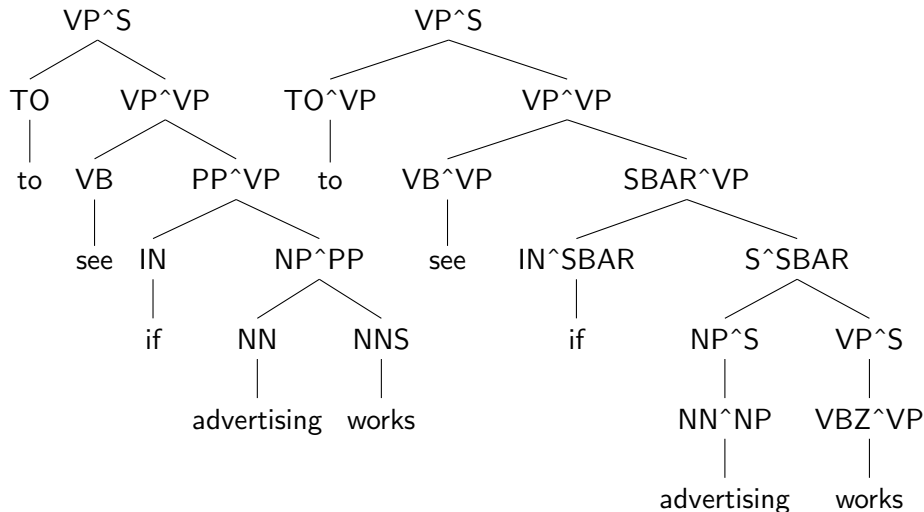 VP^S VP^S
TO VP^VP TO^VP VP^VP
to VB PP^VP to VB^VP SBAR^VP
see IN NP^PP see IN^SBAR S^SBAR
if NN NNS if NP^S VP^S
advertising works NN^NP VBZ^VP
advertising works